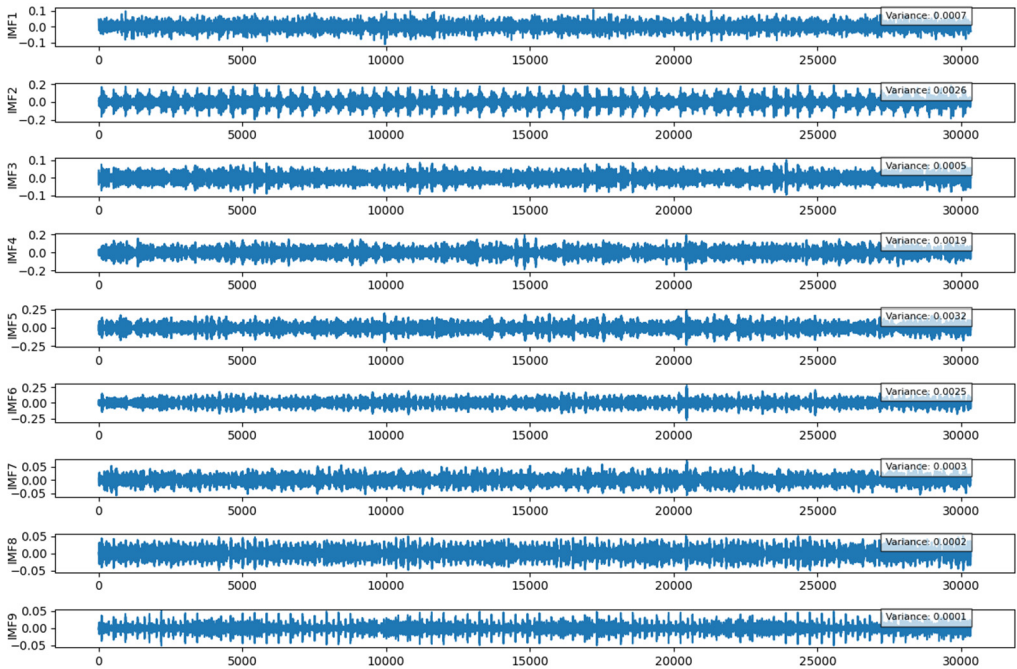 IMF1
0.1
0.0
−0.1
Variance: 0.0007
0 5000 10000 15000 20000 25000 30000
IMF2
0.2
0.0
−0.2
Variance: 0.0026
0 5000 10000 15000 20000 25000 30000
IMF3
0.1
0.0
−0.1
Variance: 0.0005
0 5000 10000 15000 20000 25000 30000
IMF4
0.2
0.0
−0.2
Variance: 0.0019
0 5000 10000 15000 20000 25000 30000
IMF5
0.25
0.00
−0.25
Variance: 0.0032
0 5000 10000 15000 20000 25000 30000
IMF6
0.25
0.00
−0.25
Variance: 0.0025
0 5000 10000 15000 20000 25000 30000
IMF7
0.05
0.00
−0.05
Variance: 0.0003
0 5000 10000 15000 20000 25000 30000
IMF8
0.05
0.00
−0.05
Variance: 0.0002
0 5000 10000 15000 20000 25000 30000
IMF9
0.05
0.00
−0.05
Variance: 0.0001
0 5000 10000 15000 20000 25000 30000